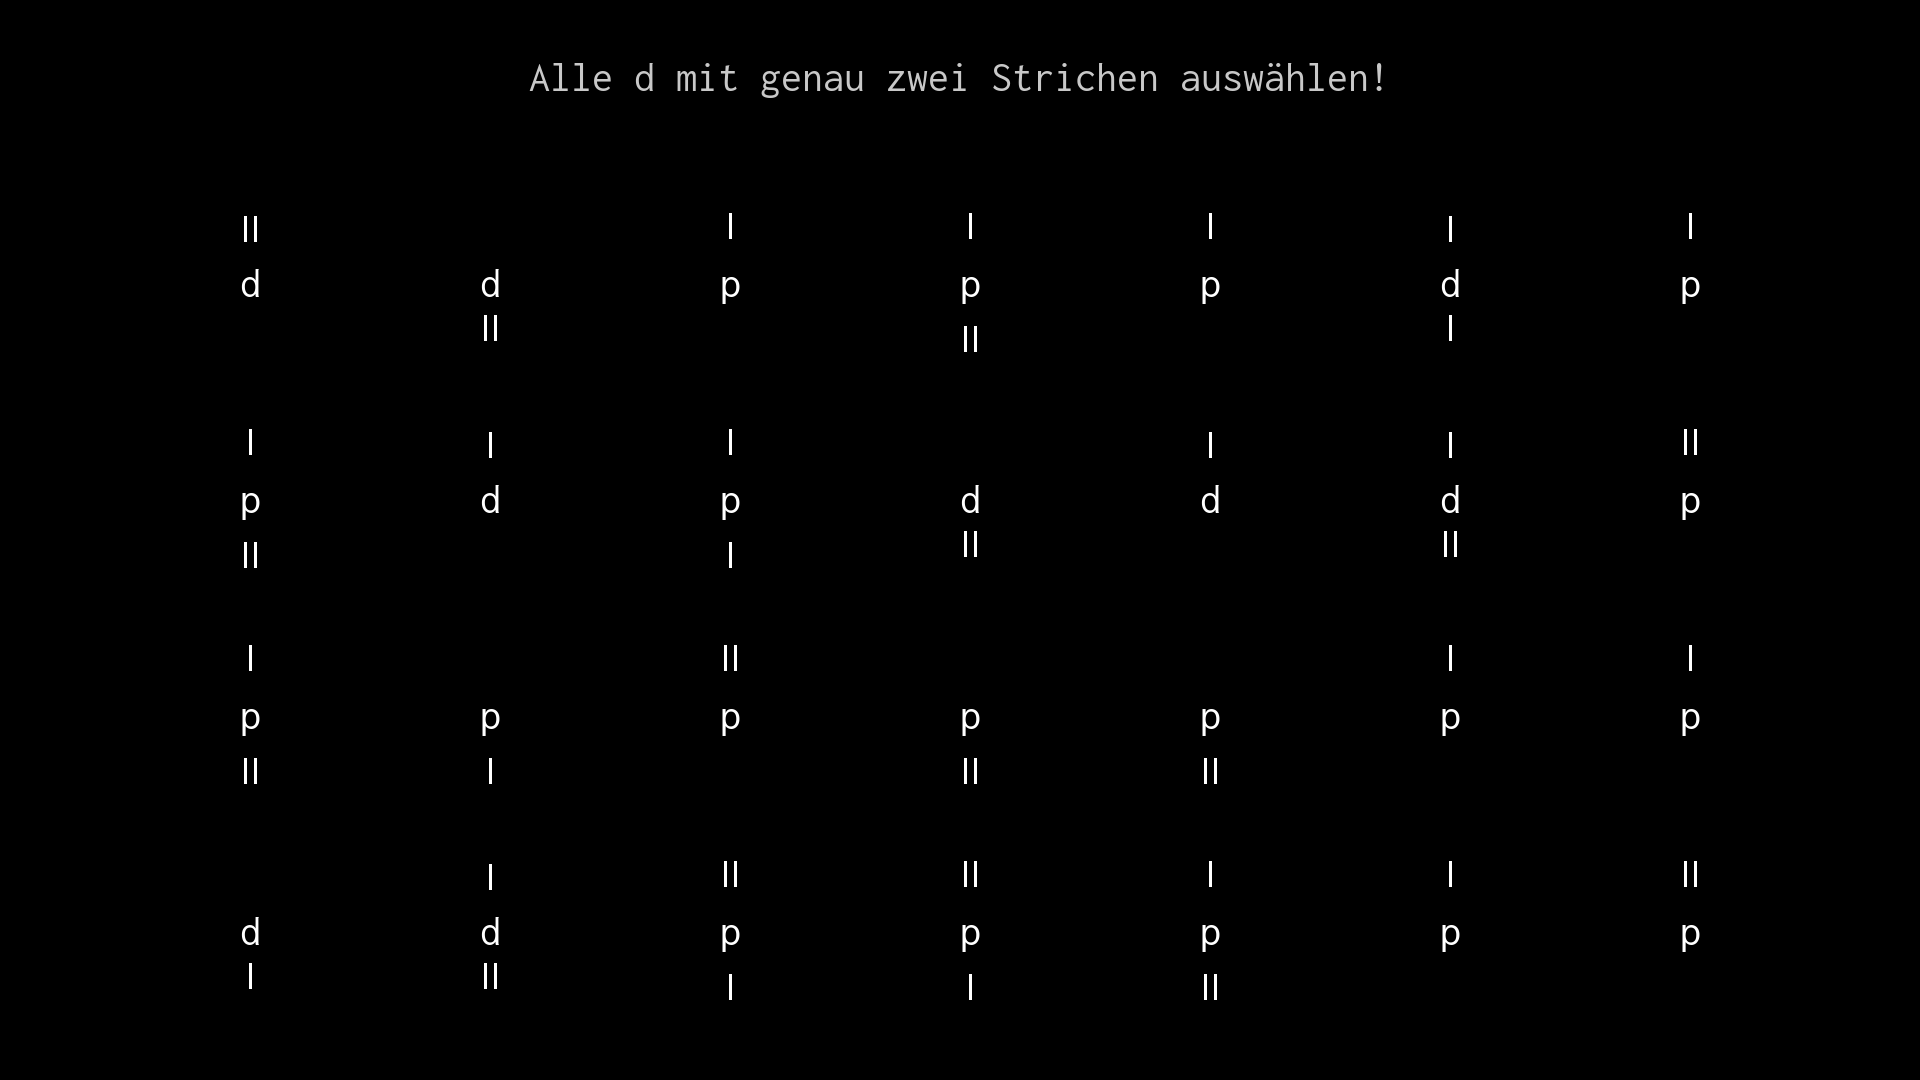 Alle d mit genau zwei Strichen auswählen!
|| | | | | |
d d p p p d p
|| || |
| | | | | ||
p d p d d d p
|| | || ||
| || | |
p p p p p p p
|| | || ||
| || || | | ||
d d p p p p p
| || | | ||